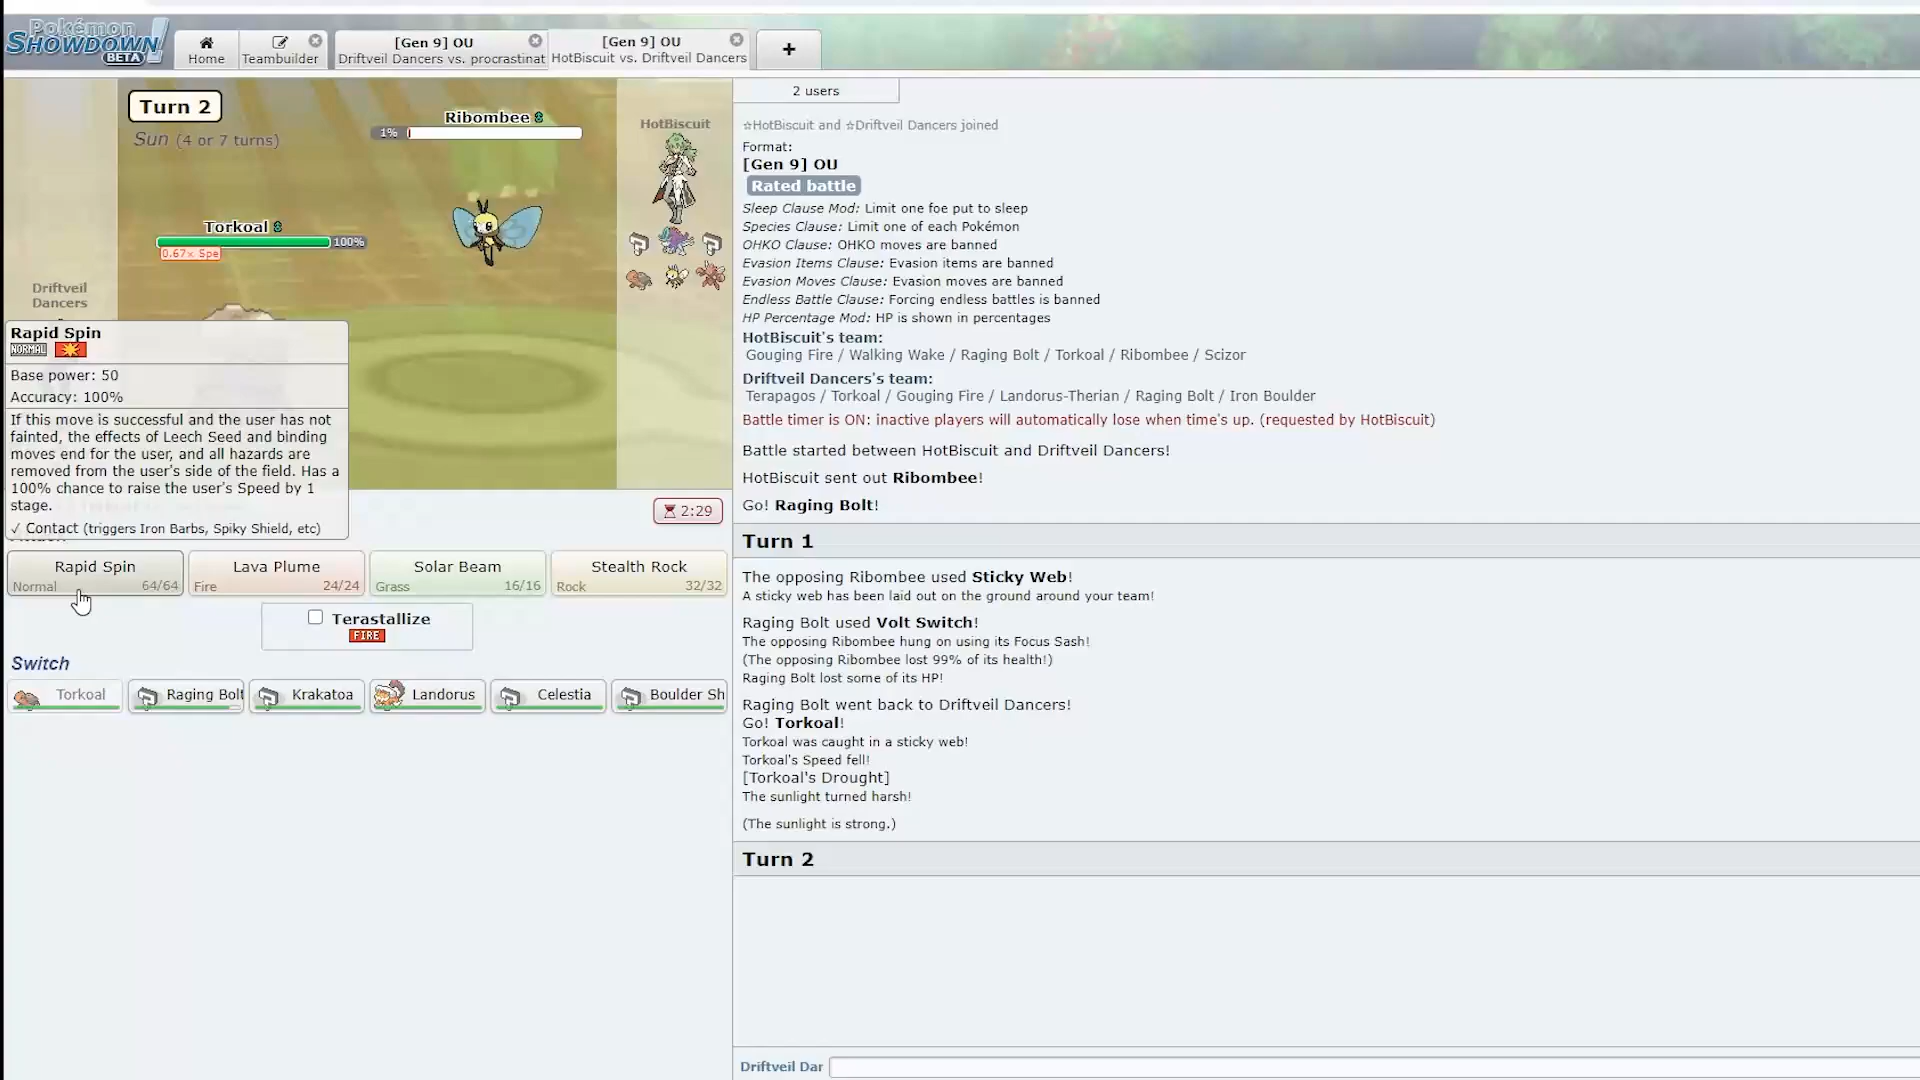 Pokémon
SHOWDOWN!
BETA
Home
Teambuilder
[Gen 9] OU
Driftveil Dancers vs. procrastinat
[Gen 9] OU
HotBiscuit vs. Driftveil Dancers
+
Turn 2
Sun (4 or 7 turns)
Ribombee
1%
Torkoal
100%
0.67x Spe
HotBiscuit
Driftveil
Dancers
Rapid Spin
NORMAL
Base power: 50
Accuracy: 100%
If this move is successful and the user has not
fainted, the effects of Leech Seed and binding
moves end for the user, and all hazards are
removed from the user's side of the field. Has a
100% chance to raise the user's Speed by 1
stage.
✓ Contact (triggers Iron Barbs, Spiky Shield, etc)
2:29
Rapid Spin
Normal 64/64
Lava Plume
Fire 24/24
Solar Beam
Grass 16/16
Stealth Rock
Rock 32/32
Terastallize
FIRE
Switch
Torkoal
Raging Bolt
Krakatoa
Landorus
Celestia
Boulder Sh
2 users
☆HotBiscuit and ☆Driftveil Dancers joined
Format:
[Gen 9] OU
Rated battle
Sleep Clause Mod: Limit one foe put to sleep
Species Clause: Limit one of each Pokémon
OHKO Clause: OHKO moves are banned
Evasion Items Clause: Evasion items are banned
Evasion Moves Clause: Evasion moves are banned
Endless Battle Clause: Forcing endless battles is banned
HP Percentage Mod: HP is shown in percentages
HotBiscuit's team:
Gouging Fire / Walking Wake / Raging Bolt / Torkoal / Ribombee / Scizor
Driftveil Dancers's team:
Terapagos / Torkoal / Gouging Fire / Landorus-Therian / Raging Bolt / Iron Boulder
Battle timer is ON: inactive players will automatically lose when time's up. (requested by HotBiscuit)
Battle started between HotBiscuit and Driftveil Dancers!
HotBiscuit sent out Ribombee!
Go! Raging Bolt!
Turn 1
The opposing Ribombee used Sticky Web!
A sticky web has been laid out on the ground around your team!
Raging Bolt used Volt Switch!
The opposing Ribombee hung on using its Focus Sash!
(The opposing Ribombee lost 99% of its health!)
Raging Bolt lost some of its HP!
Raging Bolt went back to Driftveil Dancers!
Go! Torkoal!
Torkoal was caught in a sticky web!
Torkoal's Speed fell!
[Torkoal's Drought]
The sunlight turned harsh!
(The sunlight is strong.)
Turn 2
Driftveil Dar